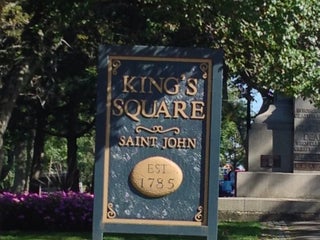 KING'S
SQUARE
SAINT JOHN
EST
1785